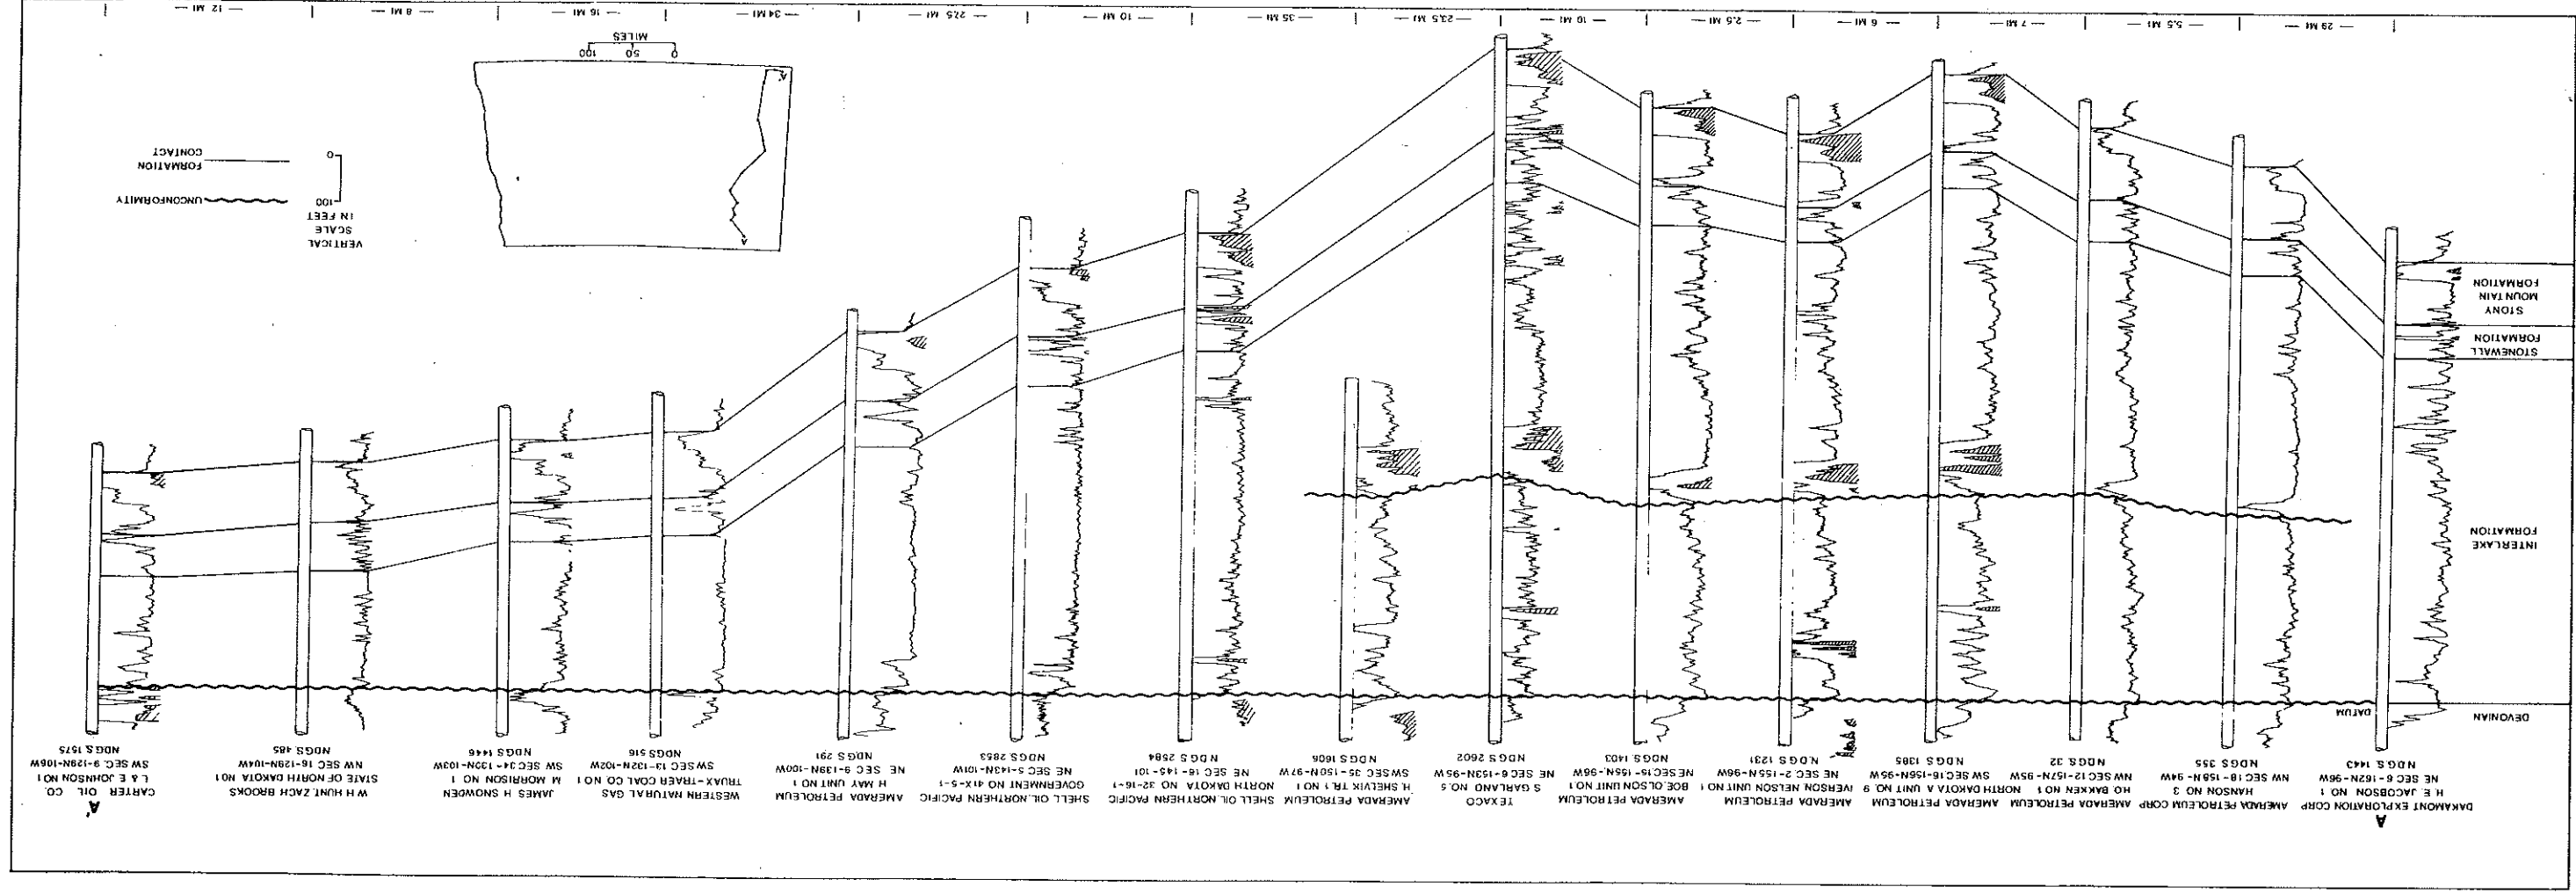 A
DAKAMONT EXPLORATION CORP
H. E. JACOBSON NO. 1
NE SEC 6-162N-96W
N.D.G.S. 1443
AMERADA PETROLEUM CORP
HANSON NO 3
NW SEC 18-158 N-94W
N.D.G.S 355
AMERADA PETROLEUM
H.O. BAKKEN NO 1
NW SEC 12-157N-95W
N.D.G.S. 32
AMERADA PETROLEUM
NORTH DAKOTA A UNIT NO. 9
SW SEC 16-156N-95W
N.D.G.S 1385
AMERADA PETROLEUM
IVERSON NELSON UNIT NO 1
NE SEC 2-155N-96W
N.D.G.S 1231
AMERADA PETROLEUM
BOE OLSON UNIT NO 1
NE SEC 15-155N-96W.
N.D.G.S. 1403
TEXACO
S GARLAND NO. 5
NE SEC 6-153N-95W
N.D.G.S 2602
AMERADA PETROLEUM
H. SHELVIK TR. 1 NO 1
SW SEC 35-150N-97W
N.D.G.S 1606
SHELL OIL NORTHERN PACIFIC
NORTH DAKOTA NO 32-16-1
NE SEC 16-145-101
N.D.G.S 2684
SHELL OIL, NORTHERN PACIFIC
GOVERNMENT NO 41X-5-1
NE SEC 5-143N-101W
N.D.G.S. 2853
AMERADA PETROLEUM
H MAY UNIT NO 1
NE SEC 9-139N-100W
N.D.G.S. 291
WESTERN NATURAL GAS
TRUAX-TRAER COAL CO. NO 1
SW SEC 13-132N-102W
N.D.G.S 516
JAMES H SNOWDEN
M MORRISON NO 1
SW SEC 34-130N-103W
N.D.G.S 1446
W H HUNT, ZACH BROOKS
STATE OF NORTH DAKOTA NO 1
NW SEC 16-129N-104W
N.D.G.S. 485
A'
CARTER OIL CO.
L & E JOHNSON NO 1
SW SEC. 9-129N-106W
N.D.G.S. 1575
DEVONIAN
DATUM
INTERLAKE
FORMATION
STONEWALL
FORMATION
STONY
MOUNTAIN
FORMATION
A
A'
0 50 100
MILES
VERTICAL
SCALE
IN FEET
100
0
UNCONFORMITY
FORMATION
CONTACT
29 MI
5.5 MI
7 MI
6 MI
2.5 MI
10 MI
23.5 MI
35 MI
10 MI
27.5 MI
34 MI
16 MI
8 MI
12 MI